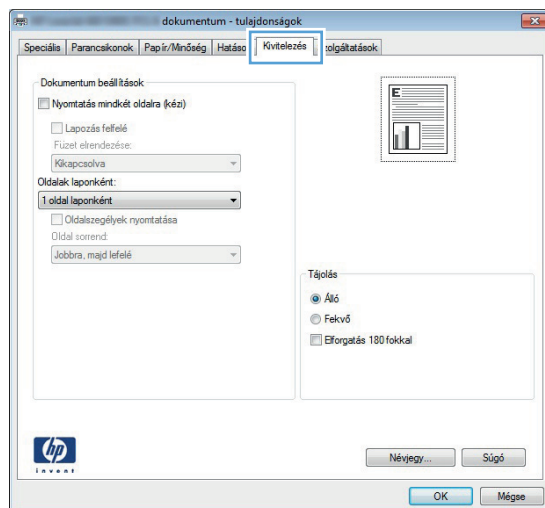 dokumentum - tulajdonságok
Speciális Parancsikonok Papír/Minőség Kivitelezés
Dokumentum beállítások
Nyomtatás mindkét oldalra (kézi)
Lapozás felfelé
Füzet elrendezése:
Kikapcsolva
Oldalak laponként:
1 oldal laponként
Oldalszegélyek nyomtatása
Oldal sorrend:
Jobbra, majd lefelé
E
Tájolás
Álló
Fekvő
Elforgatás 180 fokkal
hp
invent
Névjegy... Súgó
OK Mégse